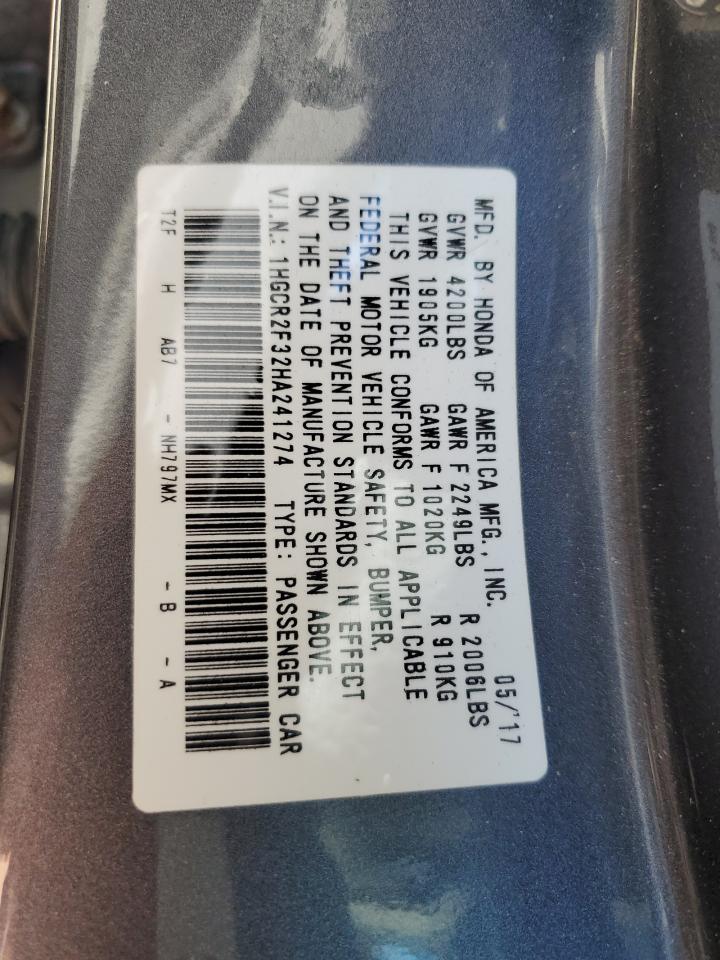 MFD. BY HONDA OF AMERICA MFG., INC. 05/'17
GVWR 4200LBS GAWR F 2249LBS R 2006LBS
GVWR 1905KG GAWR F 1020KG R 910KG
THIS VEHICLE CONFORMS TO ALL APPLICABLE
FEDERAL MOTOR VEHICLE SAFETY, BUMPER,
AND THEFT PREVENTION STANDARDS IN EFFECT
ON THE DATE OF MANUFACTURE SHOWN ABOVE.
V.I.N.: 1HGCR2F32HA241274 TYPE: PASSENGER CAR
T2F H AB7 - NH797MX - B - A